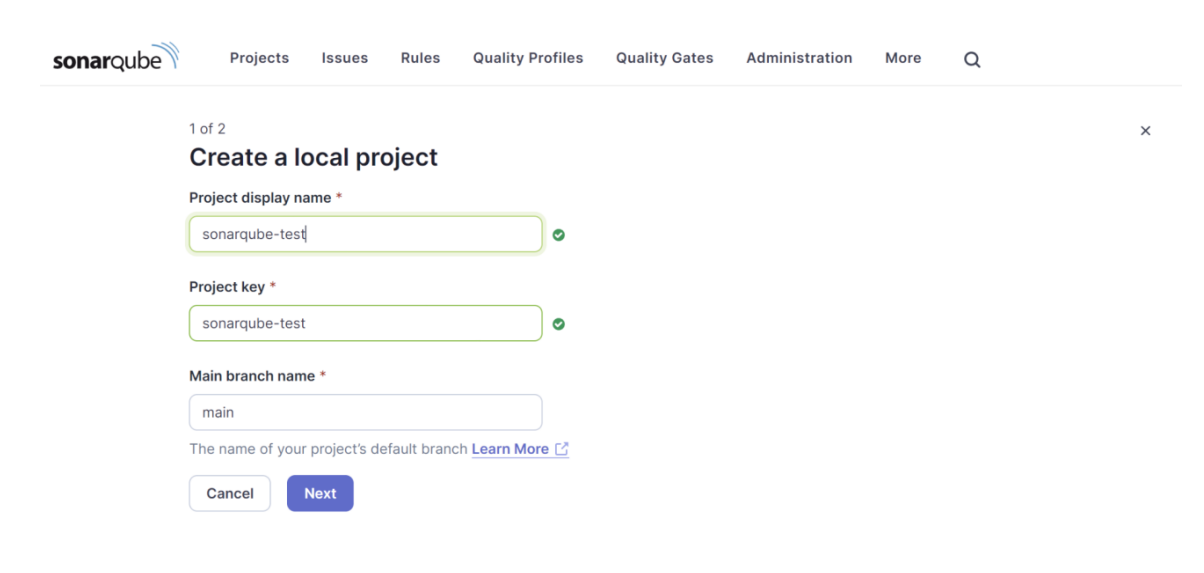 sonarqube Projects Issues Rules Quality Profiles Quality Gates Administration More
1 of 2
Create a local project
Project display name *
sonarqube-test
Project key *
sonarqube-test
Main branch name *
main
The name of your project's default branch Learn More
Cancel Next